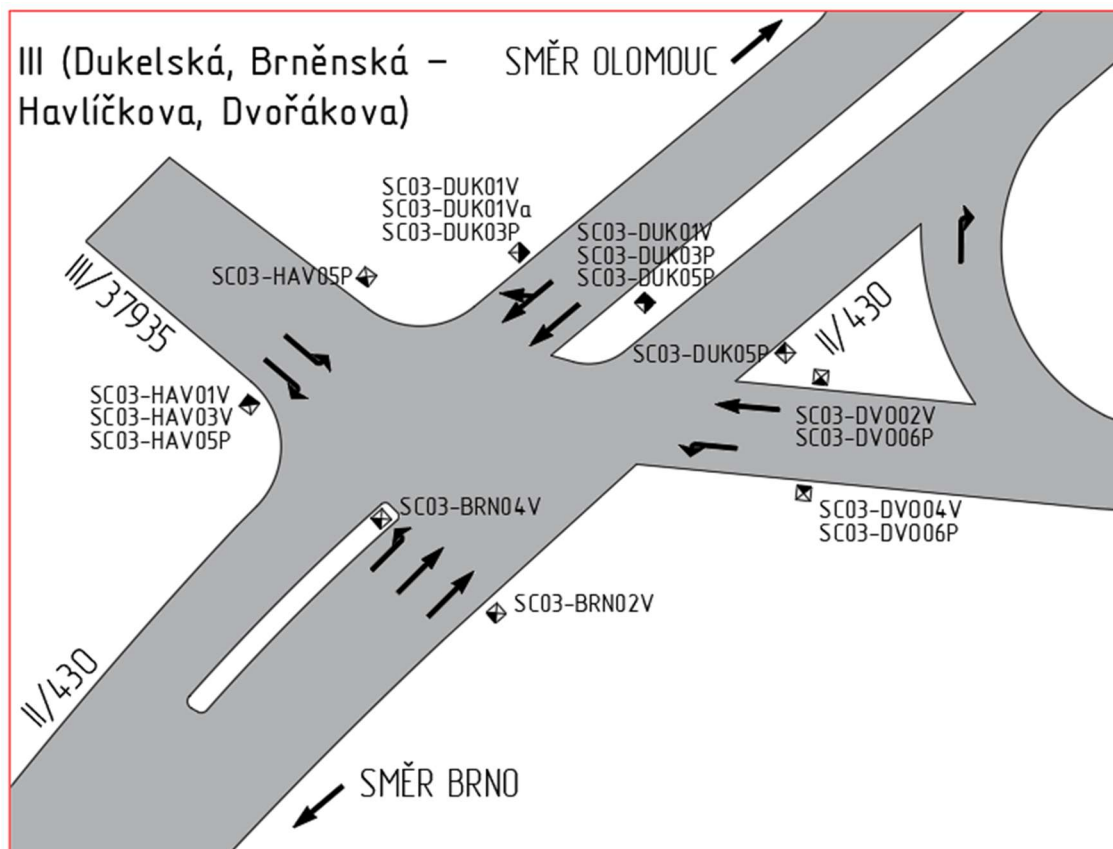 III (Dukelská, Brněnská –
Havlíčkova, Dvořákova)
SMĚR OLOMOUC
SC03-DUK01V
SC03-DUK01Va
SC03-DUK03P
SC03-DUK01V
SC03-DUK03P
SC03-DUK05P
SC03-HAV05P
III/37935
II/430
SC03-DUK05P
SC03-HAV01V
SC03-HAV03V
SC03-HAV05P
SC03-DVO02V
SC03-DVO06P
SC03-BRN04V
SC03-DVO04V
SC03-DVO06P
SC03-BRN02V
II/430
SMĚR BRNO